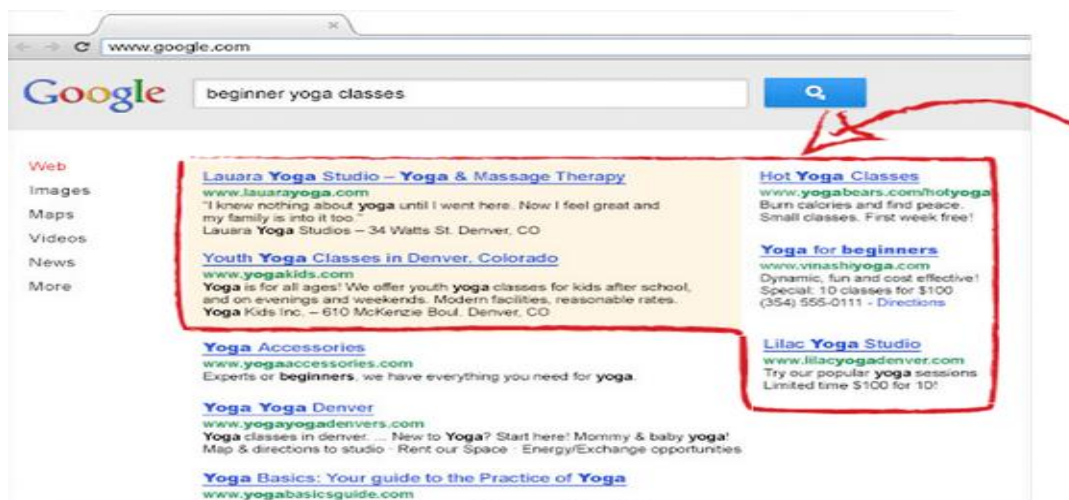 www.google.com
Google
beginner yoga classes
Web
Images
Maps
Videos
News
More
Lauara Yoga Studio – Yoga & Massage Therapy
www.lauarayoga.com
"I knew nothing about yoga until I went here. Now I feel great and
my family is into it too."
Lauara Yoga Studios – 34 Watts St. Denver, CO
Youth Yoga Classes in Denver, Colorado
www.yogakids.com
Yoga is for all ages! We offer youth yoga classes for kids after school,
and on evenings and weekends. Modern facilities, reasonable rates.
Yoga Kids Inc. – 610 McKenzie Boul. Denver, CO
Yoga Accessories
www.yogaaccessories.com
Experts or beginners, we have everything you need for yoga.
Yoga Yoga Denver
www.yogayogadenvers.com
Yoga classes in denver. ... New to Yoga? Start here! Mommy & baby yoga!
Map & directions to studio · Rent our Space · Energy/Exchange opportunities
Yoga Basics: Your guide to the Practice of Yoga
www.yogabasicsguide.com
Hot Yoga Classes
www.yogabears.com/hotyoga
Burn calories and find peace.
Small classes. First week free!
Yoga for beginners
www.vinashiyoga.com
Dynamic, fun and cost effective!
Special: 10 classes for $100
(354) 555-0111 - Directions
Lilac Yoga Studio
www.lilacyogadenver.com
Try our popular yoga sessions
Limited time $100 for 10!